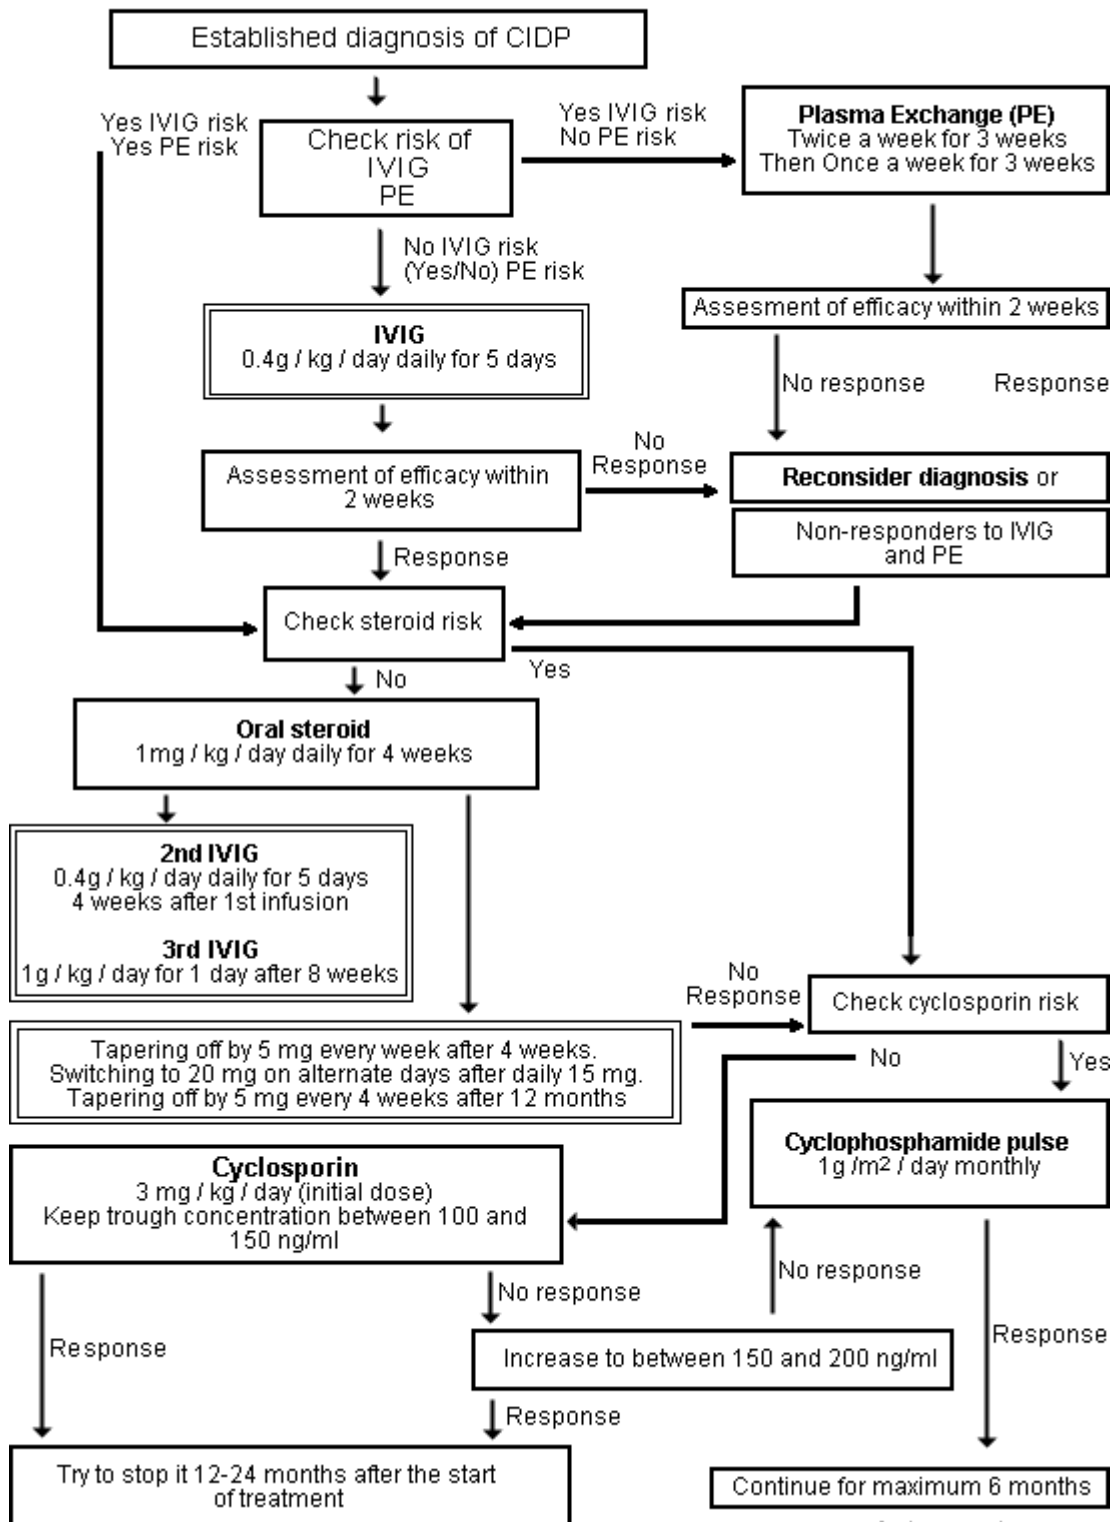 Established diagnosis of CIDP
Yes IVIG risk
Yes PE risk
Check risk of
IVIG
PE
Yes IVIG risk
No PE risk
Plasma Exchange (PE)
Twice a week for 3 weeks
Then Once a week for 3 weeks
No IVIG risk
(Yes/No) PE risk
IVIG
0.4g / kg / day daily for 5 days
Assesment of efficacy within 2 weeks
No response
Response
Assessment of efficacy within
2 weeks
No
Response
Reconsider diagnosis or
Non-responders to IVIG
and PE
Response
Check steroid risk
Yes
No
Oral steroid
1mg / kg / day daily for 4 weeks
2nd IVIG
0.4g / kg / day daily for 5 days
4 weeks after 1st infusion
3rd IVIG
1g / kg / day for 1 day after 8 weeks
No
Response
Check cyclosporin risk
Tapering off by 5 mg every week after 4 weeks.
Switching to 20 mg on alternate days after daily 15 mg.
Tapering off by 5 mg every 4 weeks after 12 months
No
Yes
Cyclophosphamide pulse
1g /m² / day monthly
Cyclosporin
3 mg / kg / day (initial dose)
Keep trough concentration between 100 and
150 ng/ml
No response
No response
Response
Response
Increase to between 150 and 200 ng/ml
Response
Try to stop it 12-24 months after the start
of treatment
Continue for maximum 6 months